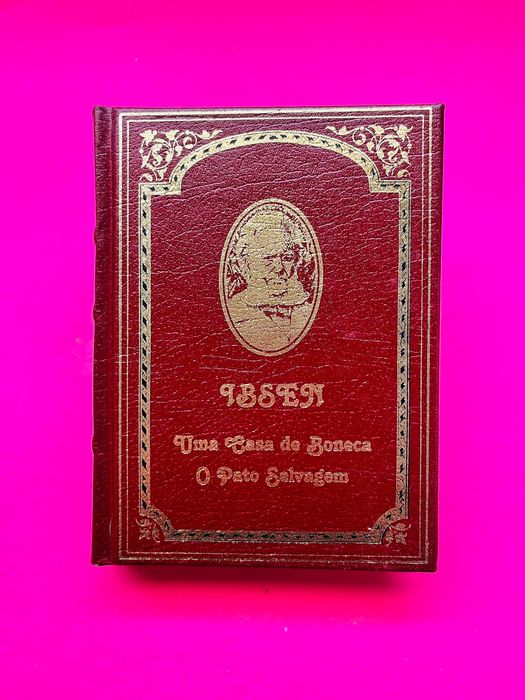 IBSEN
Uma Casa de Boneca
O Pato Selvagem